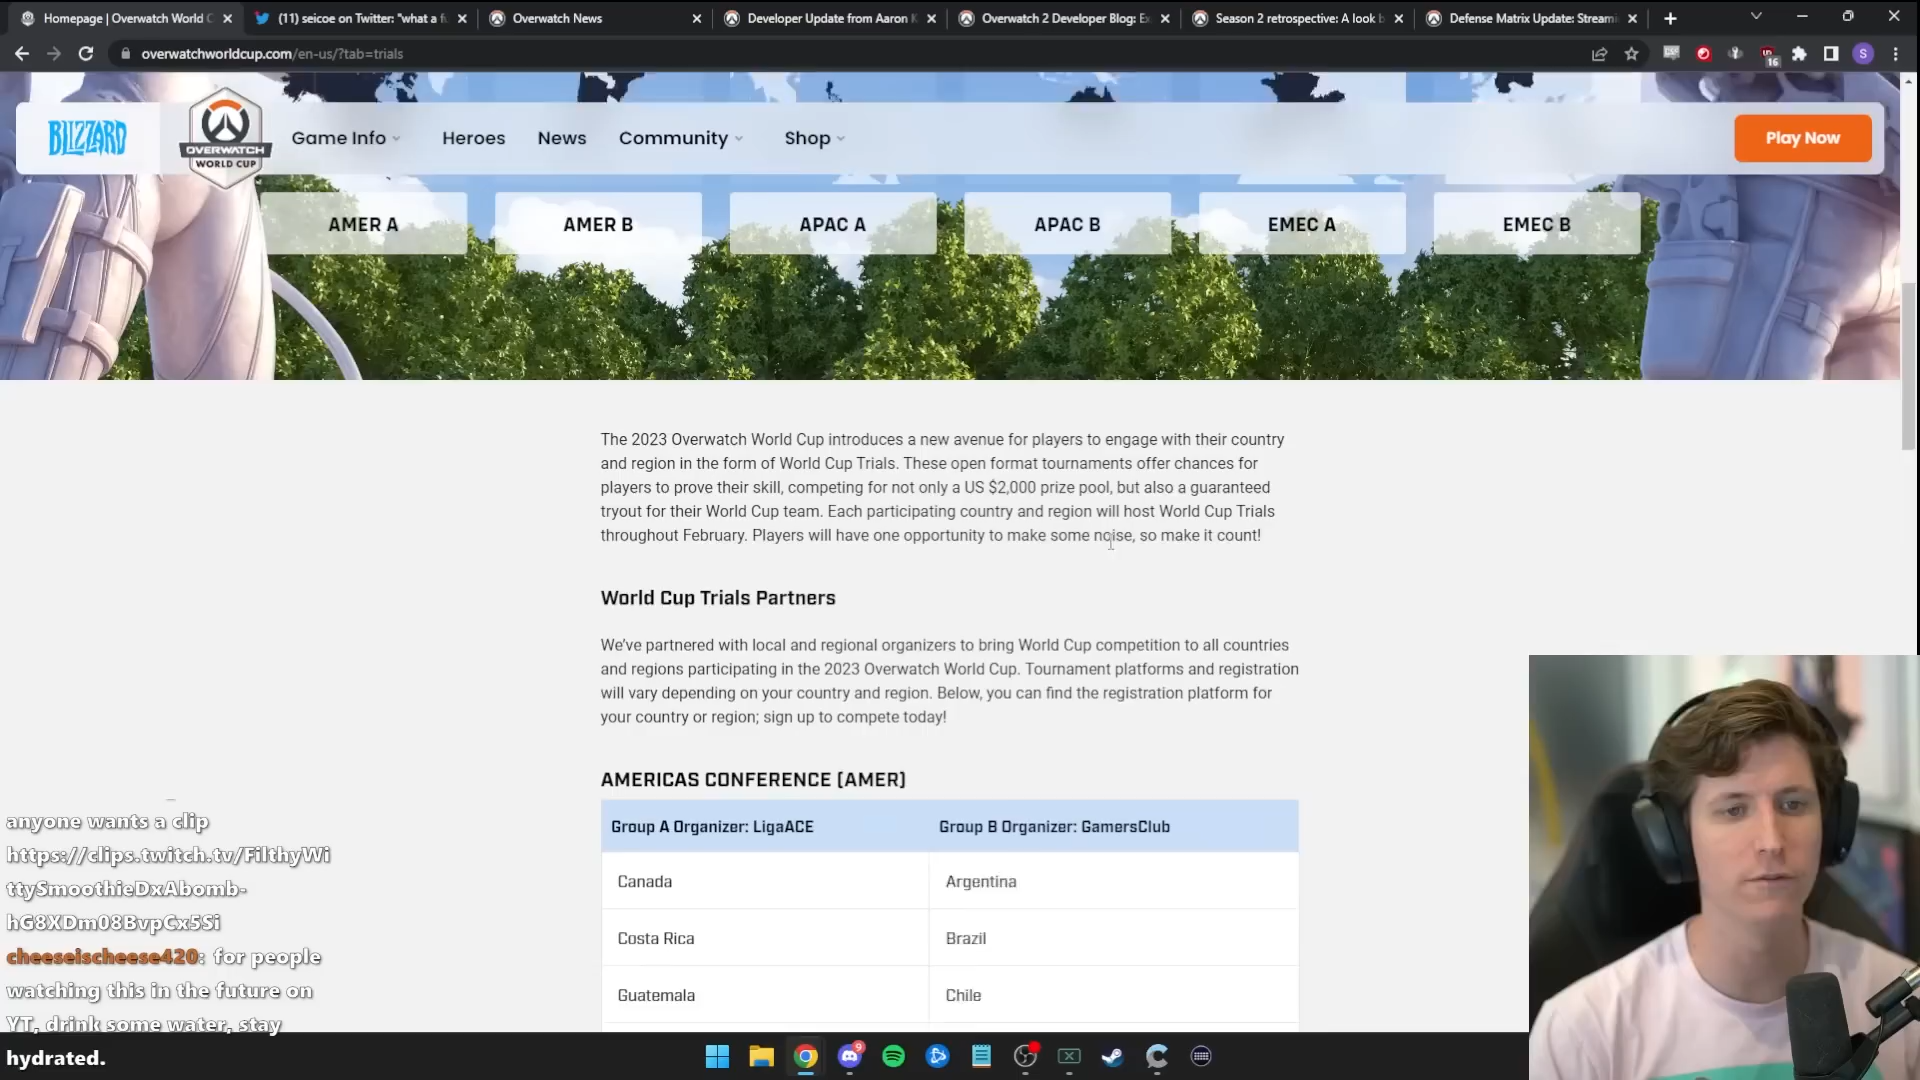 Homepage | Overwatch World C
(11) seicoe on Twitter: "what a f
Overwatch News
Developer Update from Aaron K
Overwatch 2 Developer Blog: Ex
Season 2 retrospective: A look b
Defense Matrix Update: Streami
overwatchworldcup.com/en-us/?tab=trials
16
S
BLIZZARD
OVERWATCH
WORLD CUP
Game Info
Heroes
News
Community
Shop
Play Now
AMER A
AMER B
APAC A
APAC B
EMEC A
EMEC B
The 2023 Overwatch World Cup introduces a new avenue for players to engage with their country
and region in the form of World Cup Trials. These open format tournaments offer chances for
players to prove their skill, competing for not only a US $2,000 prize pool, but also a guaranteed
tryout for their World Cup team. Each participating country and region will host World Cup Trials
throughout February. Players will have one opportunity to make some noise, so make it count!
World Cup Trials Partners
We've partnered with local and regional organizers to bring World Cup competition to all countries
and regions participating in the 2023 Overwatch World Cup. Tournament platforms and registration
will vary depending on your country and region. Below, you can find the registration platform for
your country or region; sign up to compete today!
AMERICAS CONFERENCE (AMER)
Group A Organizer: LigaACE
Group B Organizer: GamersClub
Canada
Argentina
Costa Rica
Brazil
Guatemala
Chile
anyone wants a clip
https://clips.twitch.tv/FilthyWi
ttySmoothieDxAbomb-
hG8XDm08BvpCx5Si
cheeseischeese420: for people
watching this in the future on
YT, drink some water, stay
hydrated.
9